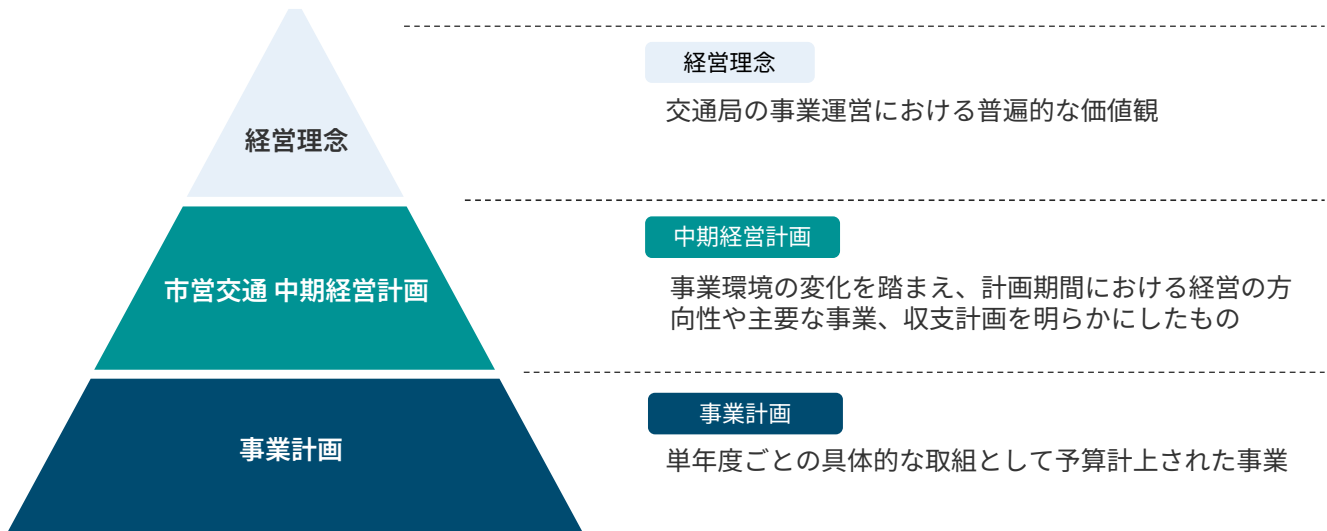 経営理念
経営理念
交通局の事業運営における普遍的な価値観
市営交通 中期経営計画
中期経営計画
事業環境の変化を踏まえ、計画期間における経営の方
向性や主要な事業、収支計画を明らかにしたもの
事業計画
事業計画
単年度ごとの具体的な取組として予算計上された事業